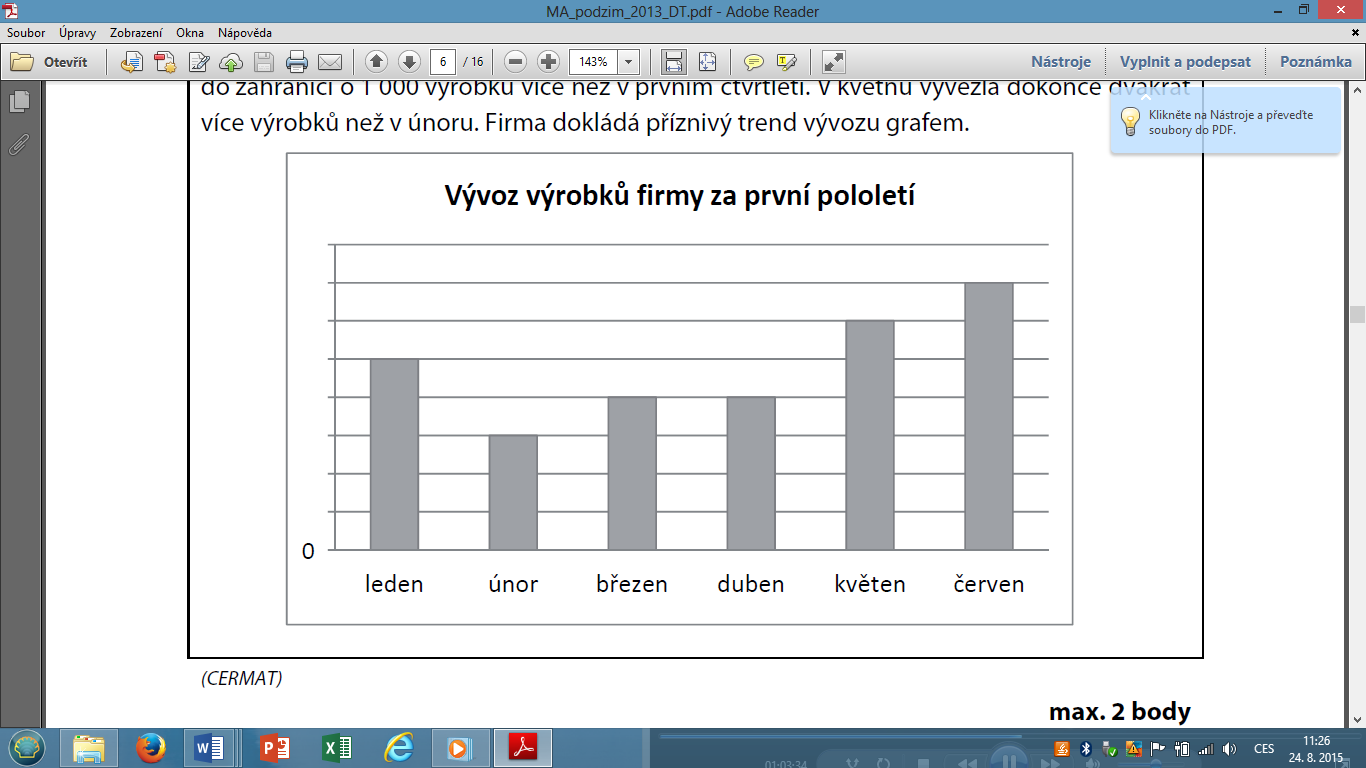 MA_podzim_2013_DT.pdf - Adobe Reader
Soubor Úpravy Zobrazení Okna Nápověda
Otevřít 6 / 16 143% Nástroje Vyplnit a podepsat Poznámka
do zahraničí o 1 000 výrobků více než v prvním čtvrtletí. V květnu vyvezla dokonce dvakrát
více výrobků než v únoru. Firma dokládá příznivý trend vývozu grafem.
Klikněte na Nástroje a převeďte
soubory do PDF.
Vývoz výrobků firmy za první pololetí
0
leden únor březen duben květen červen
(CERMAT)
max. 2 body
01:03:34
CES
11:26
24. 8. 2015